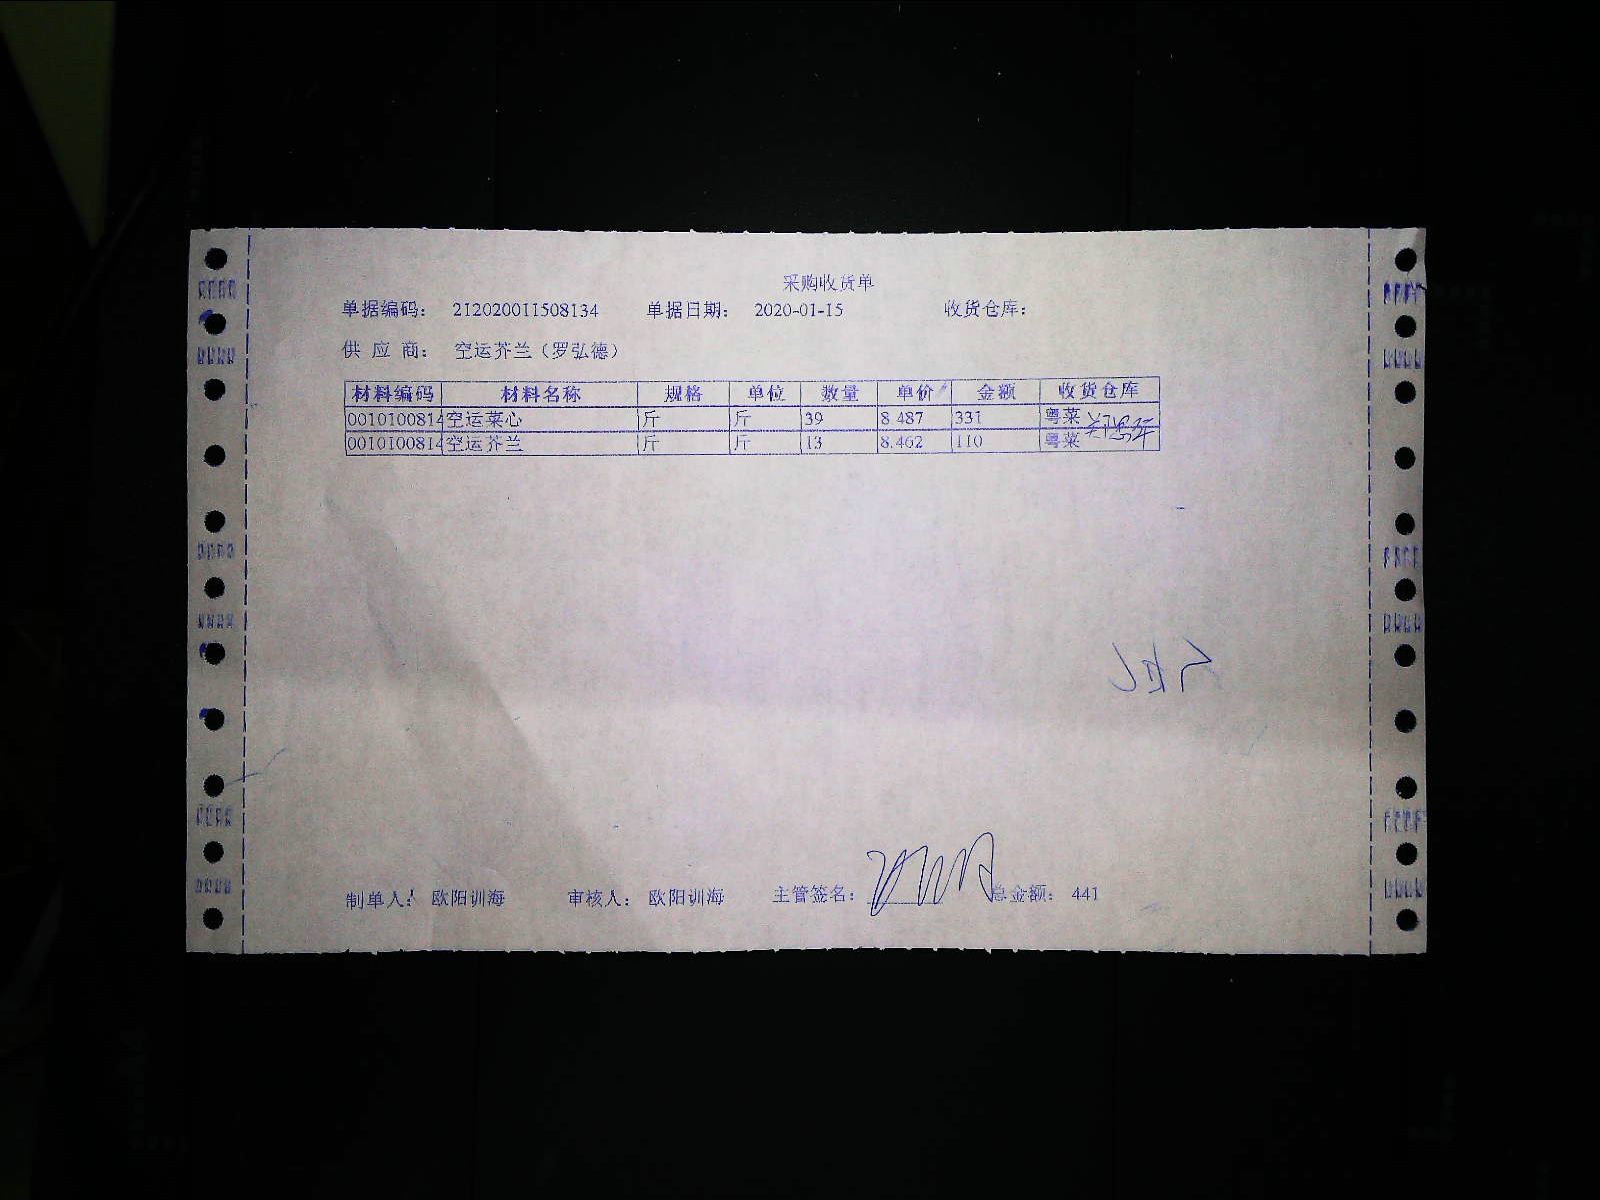 采购收货单
单据编码： 212020011508134 单据日期： 2020-01-15 收货仓库：
供 应 商： 空运芥兰（罗弘德）
材料编码 材料名称 规格 单位 数量 单价 金额 收货仓库
0010100814 空运菜心 斤 斤 39 8.487 331 粤菜
0010100814 空运芥兰 斤 斤 13 8.462 110 粤菜
制单人： 欧阳训海 审核人： 欧阳训海 主管签名： 总金额： 441